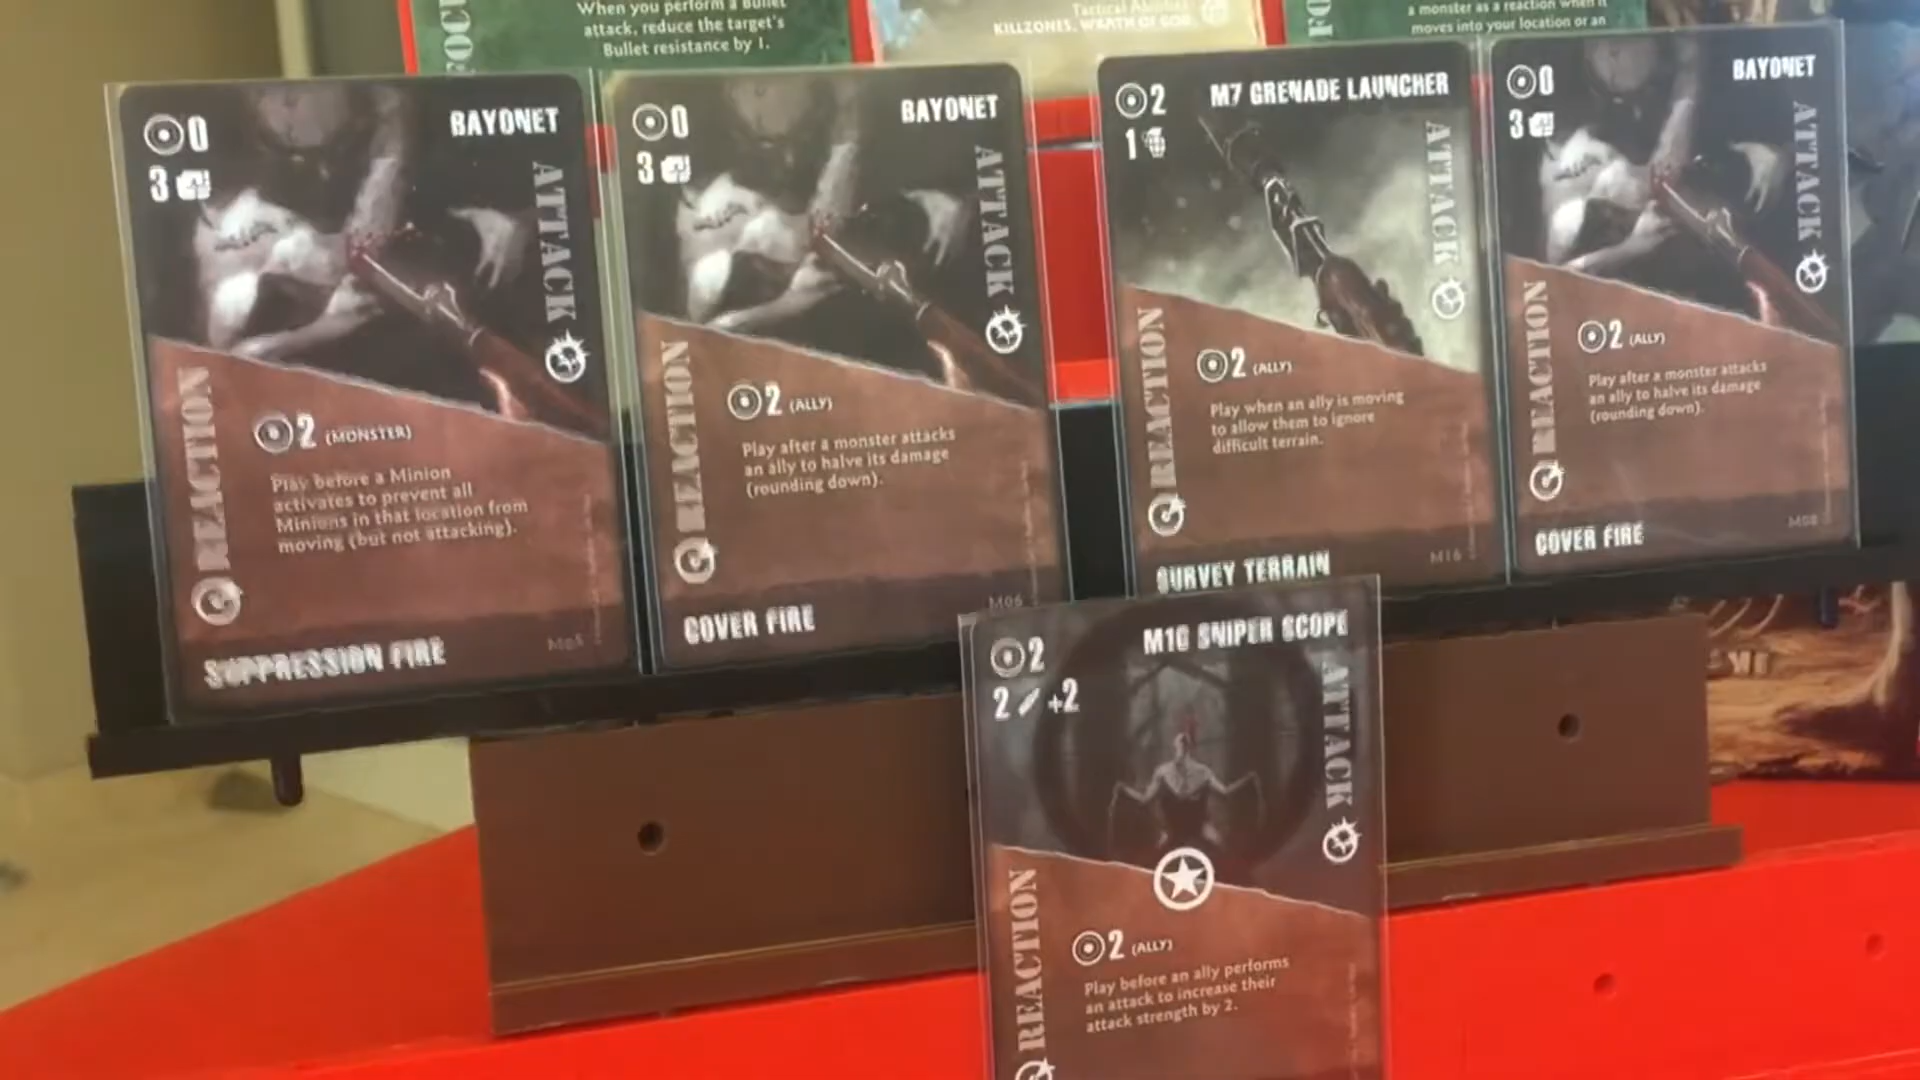 When you perform a Bullet
attack, reduce the target's
Bullet resistance by 1.
Tactical Abilities
KILLZONES, WRATH OF GOD
a monster as a reaction when it
moves into your location or an
0
3
BAYONET
ATTACK
REACTION
2 (MONSTER)
Play before a Minion
activates to prevent all
Minions in that location from
moving (but not attacking).
SUPPRESSION FIRE
M05
0
3
BAYONET
ATTACK
REACTION
2 (ALLY)
Play after a monster attacks
an ally to halve its damage
(rounding down).
COVER FIRE
M06
2
1
M7 GRENADE LAUNCHER
ATTACK
REACTION
2 (ALLY)
Play when an ally is moving
to allow them to ignore
difficult terrain.
SURVEY TERRAIN
M16
0
3
BAYONET
ATTACK
REACTION
2 (ALLY)
Play after a monster attacks
an ally to halve its damage
(rounding down).
COVER FIRE
M08
2
2 +2
SNIPER SCOPE
ATTACK
REACTION
2 (ALLY)
Play before an ally performs
an attack to increase their
attack strength by 2.